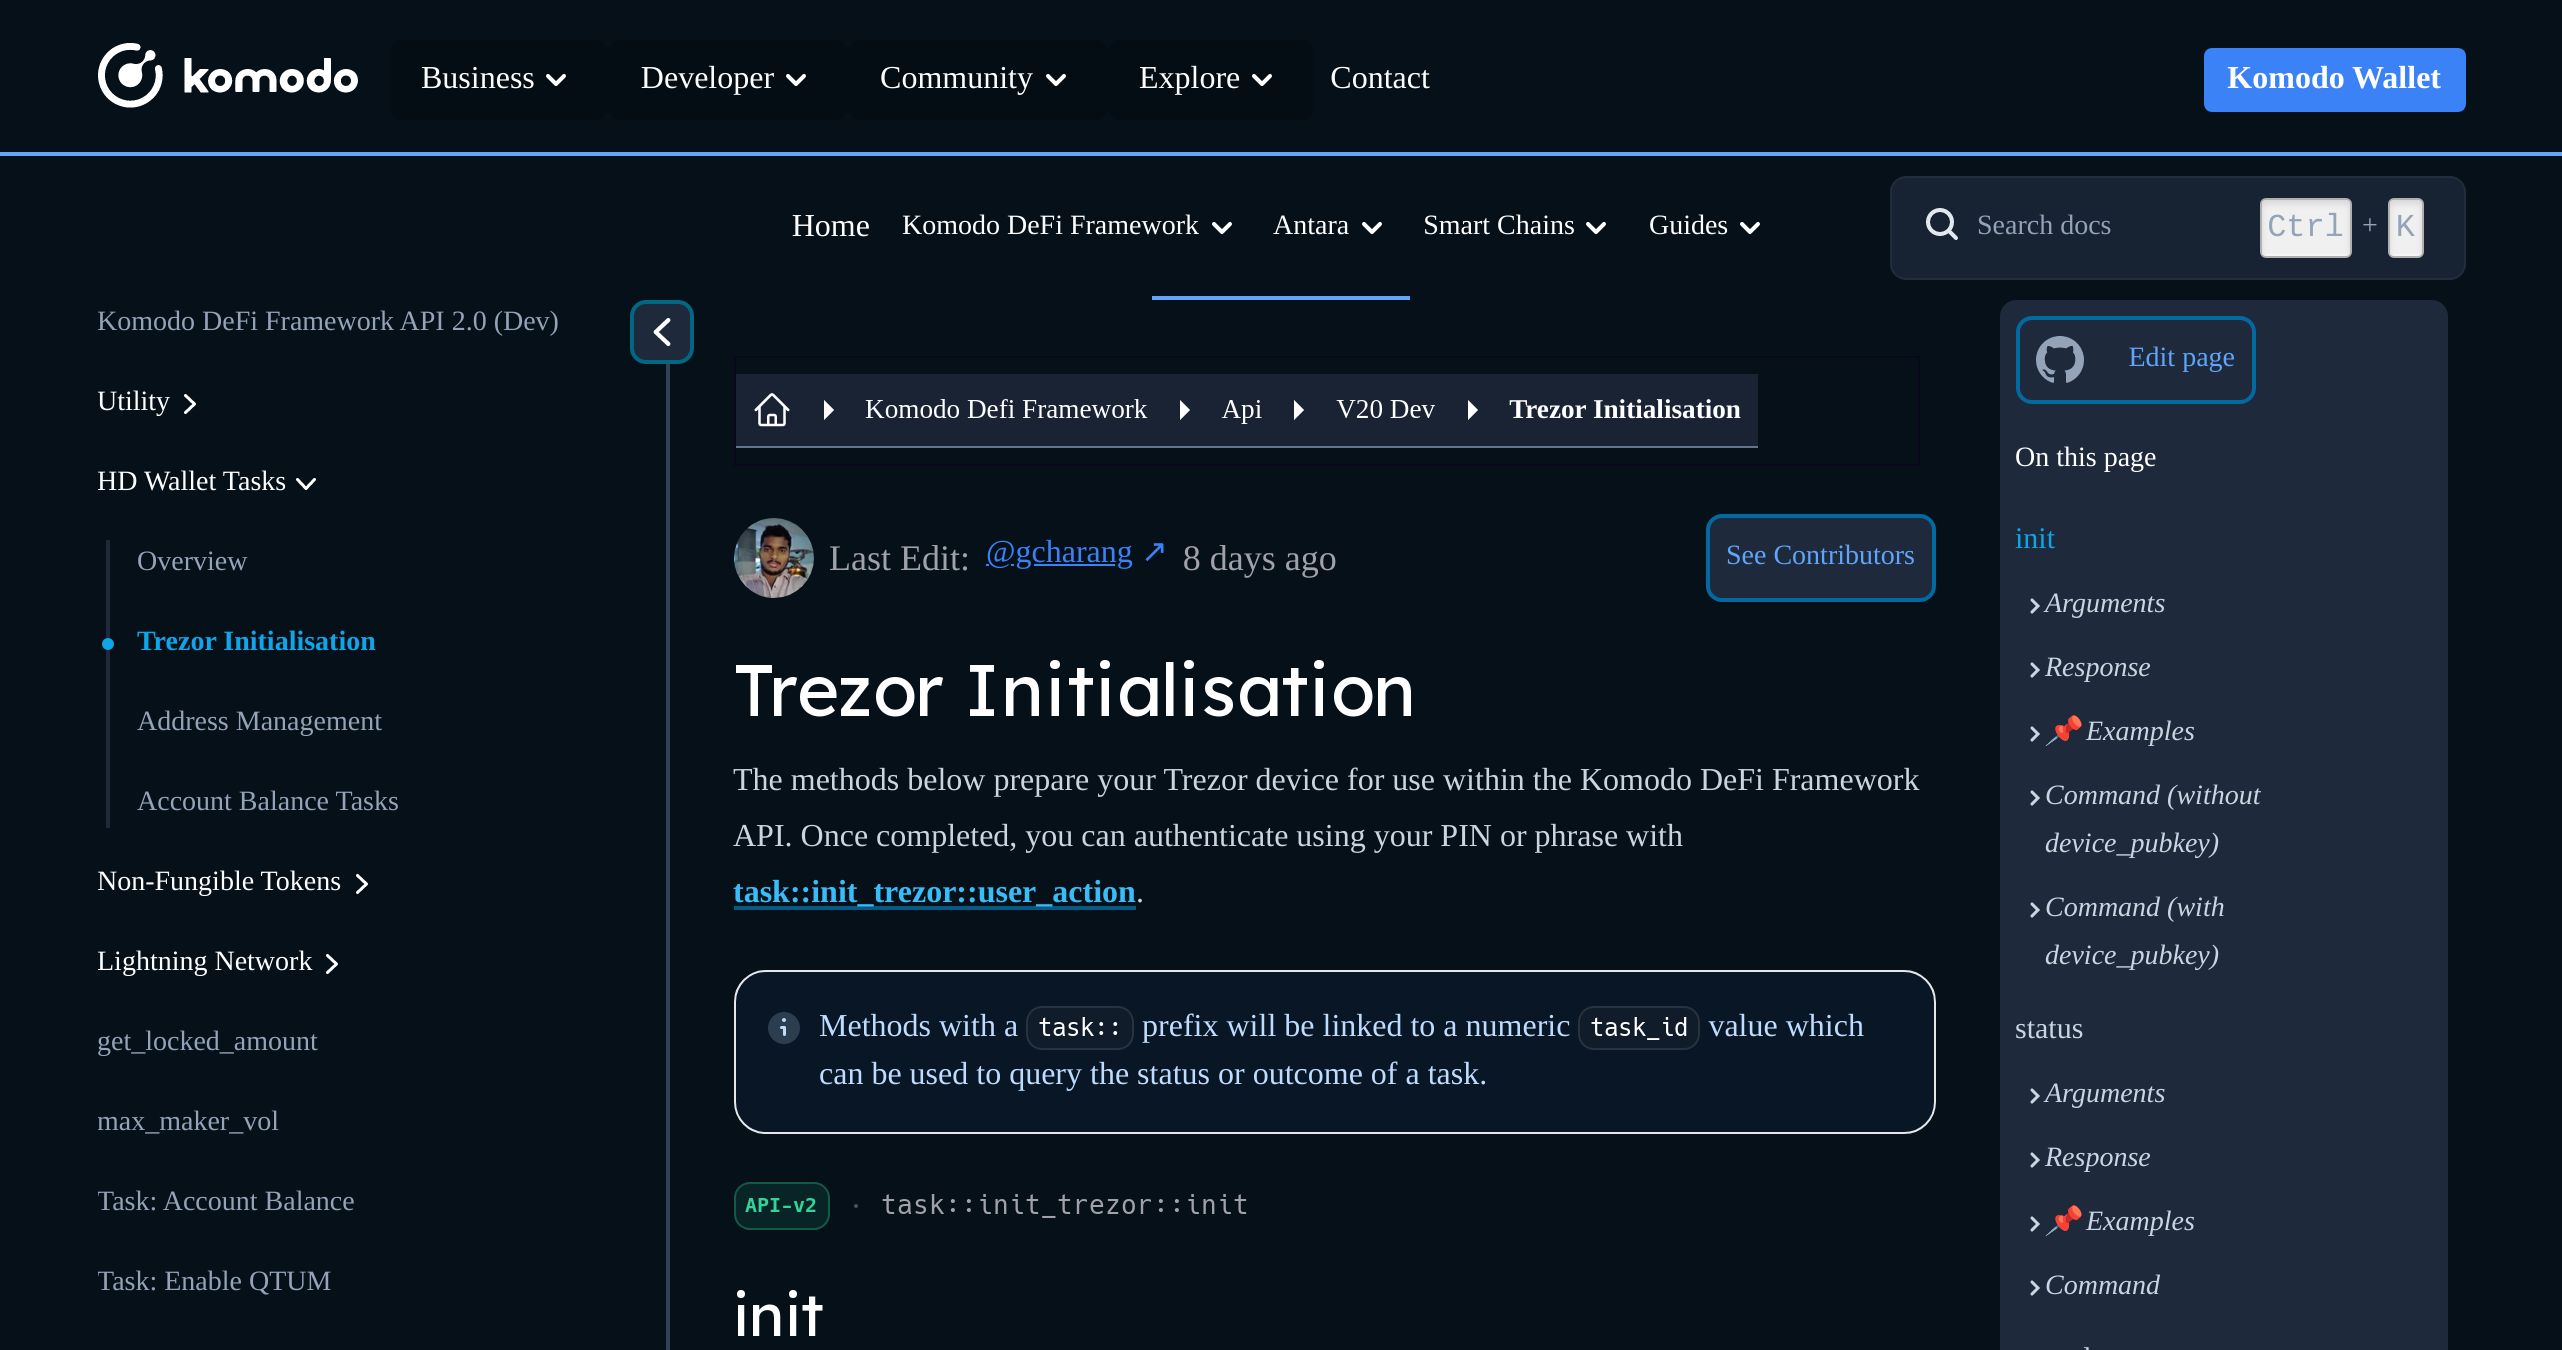 komodo
Business
Developer
Community
Explore
Contact
Komodo Wallet
Home
Komodo DeFi Framework
Antara
Smart Chains
Guides
Search docs
Ctrl + K
Komodo DeFi Framework API 2.0 (Dev)
Utility
HD Wallet Tasks
Overview
Trezor Initialisation
Address Management
Account Balance Tasks
Non-Fungible Tokens
Lightning Network
get_locked_amount
max_maker_vol
Task: Account Balance
Task: Enable QTUM
Komodo Defi Framework
Api
V20 Dev
Trezor Initialisation
Last Edit: @gcharang ↗ 8 days ago
See Contributors
Trezor Initialisation
The methods below prepare your Trezor device for use within the Komodo DeFi Framework
API. Once completed, you can authenticate using your PIN or phrase with
task::init_trezor::user_action.
Methods with a task:: prefix will be linked to a numeric task_id value which
can be used to query the status or outcome of a task.
API-v2 · task::init_trezor::init
init
Edit page
On this page
init
Arguments
Response
📌 Examples
Command (without
device_pubkey)
Command (with
device_pubkey)
status
Arguments
Response
📌 Examples
Command